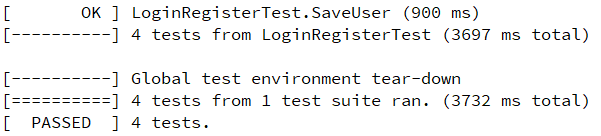 [       OK ] LoginRegisterTest.SaveUser (900 ms)
[----------] 4 tests from LoginRegisterTest (3697 ms total)

[----------] Global test environment tear-down
[==========] 4 tests from 1 test suite ran. (3732 ms total)
[  PASSED  ] 4 tests.